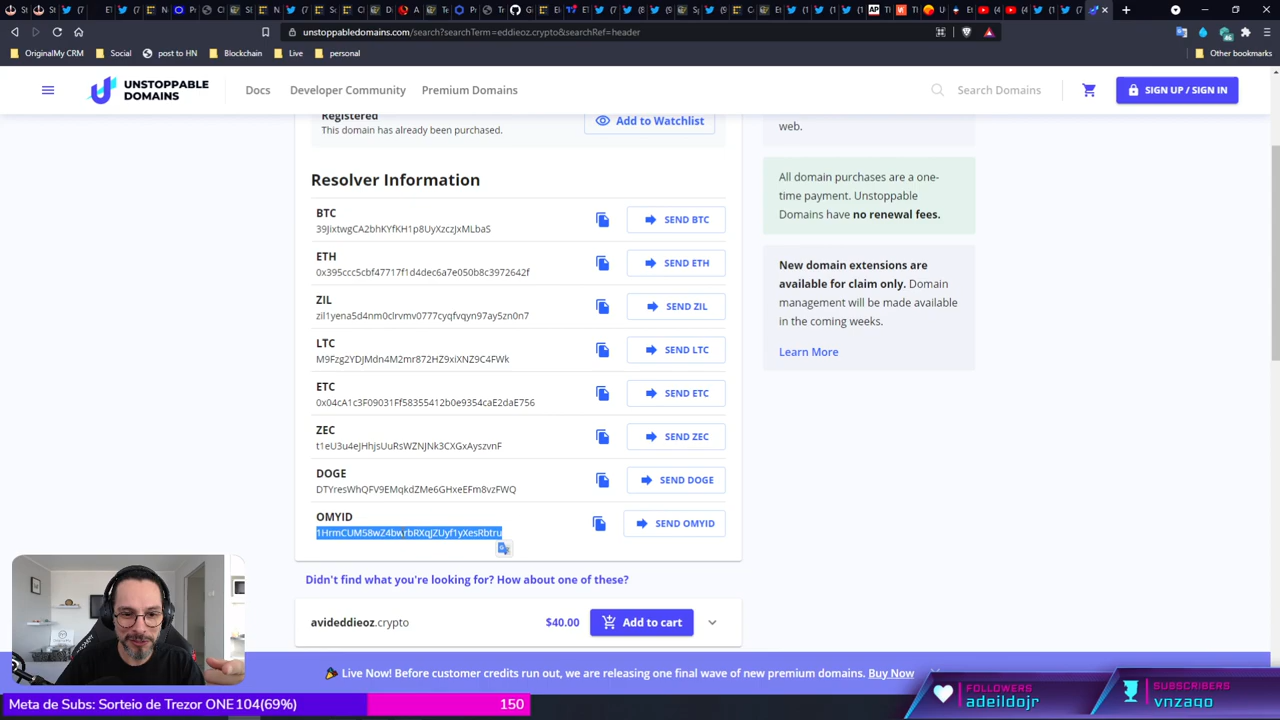 unstoppabledomains.com/search?searchTerm=eddieoz.crypto&searchRef=header
OriginalMy CRM
Social
post to HN
Blockchain
Live
personal
Other bookmarks
UNSTOPPABLE
DOMAINS
Docs
Developer Community
Premium Domains
Search Domains
SIGN UP / SIGN IN
Registered
This domain has already been purchased.
Add to Watchlist
web.
Resolver Information
All domain purchases are a one-
time payment. Unstoppable
Domains have no renewal fees.
New domain extensions are
available for claim only. Domain
management will be made available
in the coming weeks.
Learn More
BTC
39JixtwgCA2bhKYfKH1p8UyXzczJxMLbaS
SEND BTC
ETH
0x395ccc5cbf47717f1d4dec6a7e050b8c3972642f
SEND ETH
ZIL
zil1yena5d4nm0clrvmv0777cyqfvqyn97ay5zn0n7
SEND ZIL
LTC
M9Fzg2YDJMdn4M2mr872HZ9xiXNZ9C4FWk
SEND LTC
ETC
0x04cA1c3F09031Ff58355412b0e9354caE2daE756
SEND ETC
ZEC
t1eU3u4eJHhjsUuRsWZNJNk3CXGxAyszvnF
SEND ZEC
DOGE
DTYresWhQFV9EMqkdZMe6GHxeEFm8vzFWQ
SEND DOGE
OMYID
1HrmCUM58wZ4bwrbRXqJZUyf1yXesRbtru
SEND OMYID
Didn't find what you're looking for? How about one of these?
avideddieoz.crypto
$40.00
Add to cart
Live Now! Before customer credits run out, we are releasing one final wave of new premium domains. Buy Now
Meta de Subs: Sorteio de Trezor ONE 104(69%)
150
FOLLOWERS
adeildojr
SUBSCRIBERS
vnzago